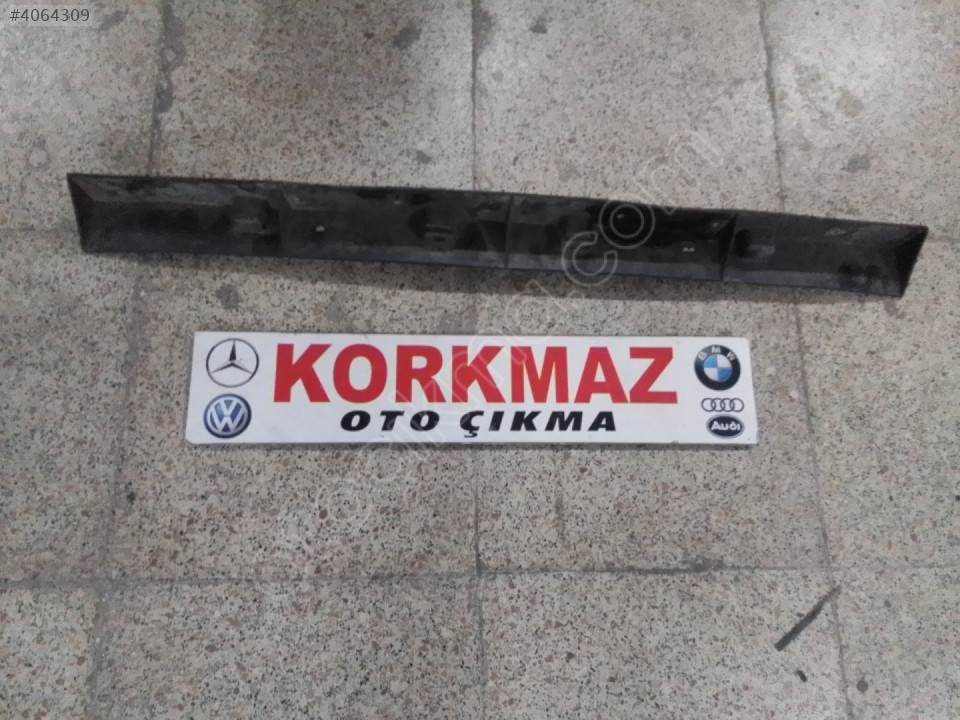 #4064309
KORKMAZ
OTO ÇIKMA
BMW
Audi